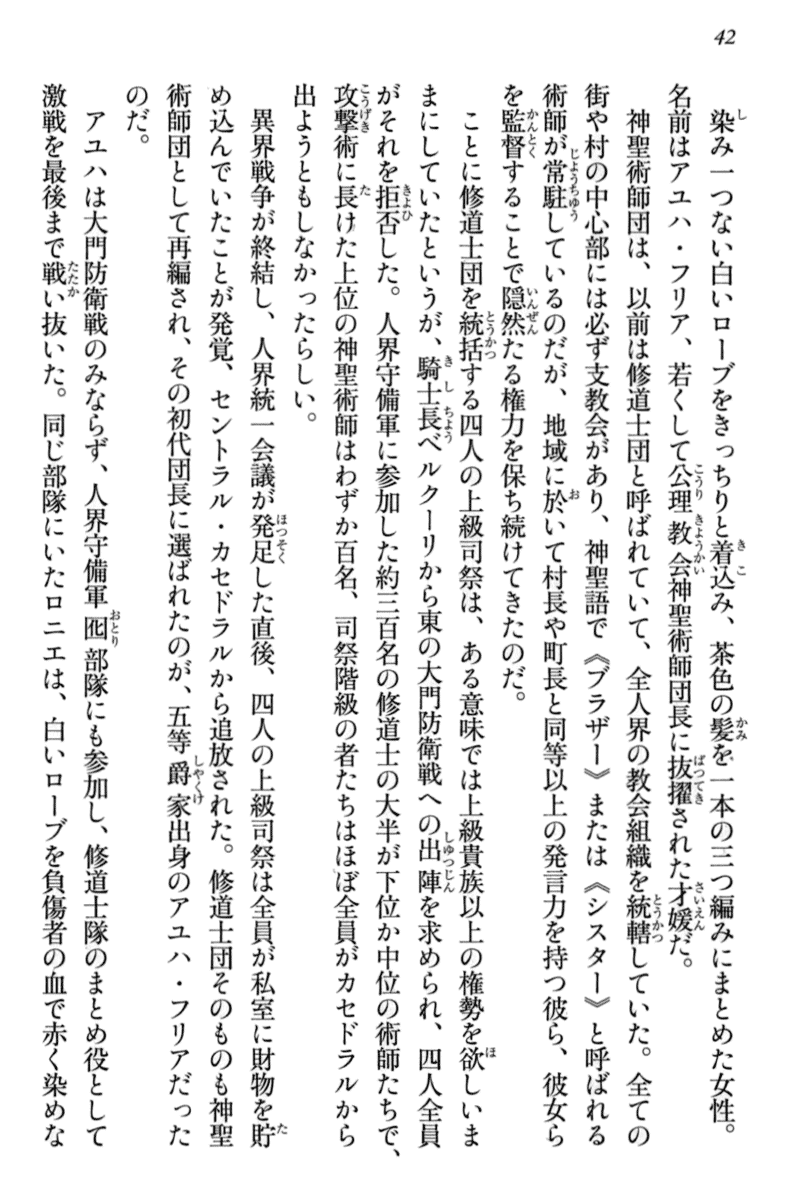 42
染み一つない白いローブをきっちりと着込み、茶色の髪を一本の三つ編みにまとめた女性。
名前はアユハ・フリア、若くして公理教会神聖術師団長に抜擢された才媛だ。
神聖術師団は、以前は修道士団と呼ばれていて、全人界の教会組織を統轄していた。全ての
街や村の中心部には必ず支教会があり、神聖語で《ブラザー》または《シスター》と呼ばれる
術師が常駐しているのだが、地域に於いて村長や町長と同等以上の発言力を持つ彼ら、彼女ら
を監督することで隠然たる権力を保ち続けてきたのだ。
ことに修道士団を統括する四人の上級司祭は、ある意味では上級貴族以上の権勢を欲しいま
まにしていたというが、騎士長ベルクーリから東の大門防衛戦への出陣を求められ、四人全員
がそれを拒否した。人界守備軍に参加した約三百名の修道士の大半が下位か中位の術師たちで、
攻撃術に長けた上位の神聖術師はわずか百名、司祭階級の者たちはほぼ全員がカセドラルから
出ようともしなかったらしい。
異界戦争が終結し、人界統一会議が発足した直後、四人の上級司祭は全員が私室に財物を貯
め込んでいたことが発覚、セントラル・カセドラルから追放された。修道士団そのものも神聖
術師団として再編され、その初代団長に選ばれたのが、五等爵家出身のアユハ・フリアだった
のだ。
アユハは大門防衛戦のみならず、人界守備軍囮部隊にも参加し、修道士隊のまとめ役として
激戦を最後まで戦い抜いた。同じ部隊にいたロニエは、白いローブを負傷者の血で赤く染めな